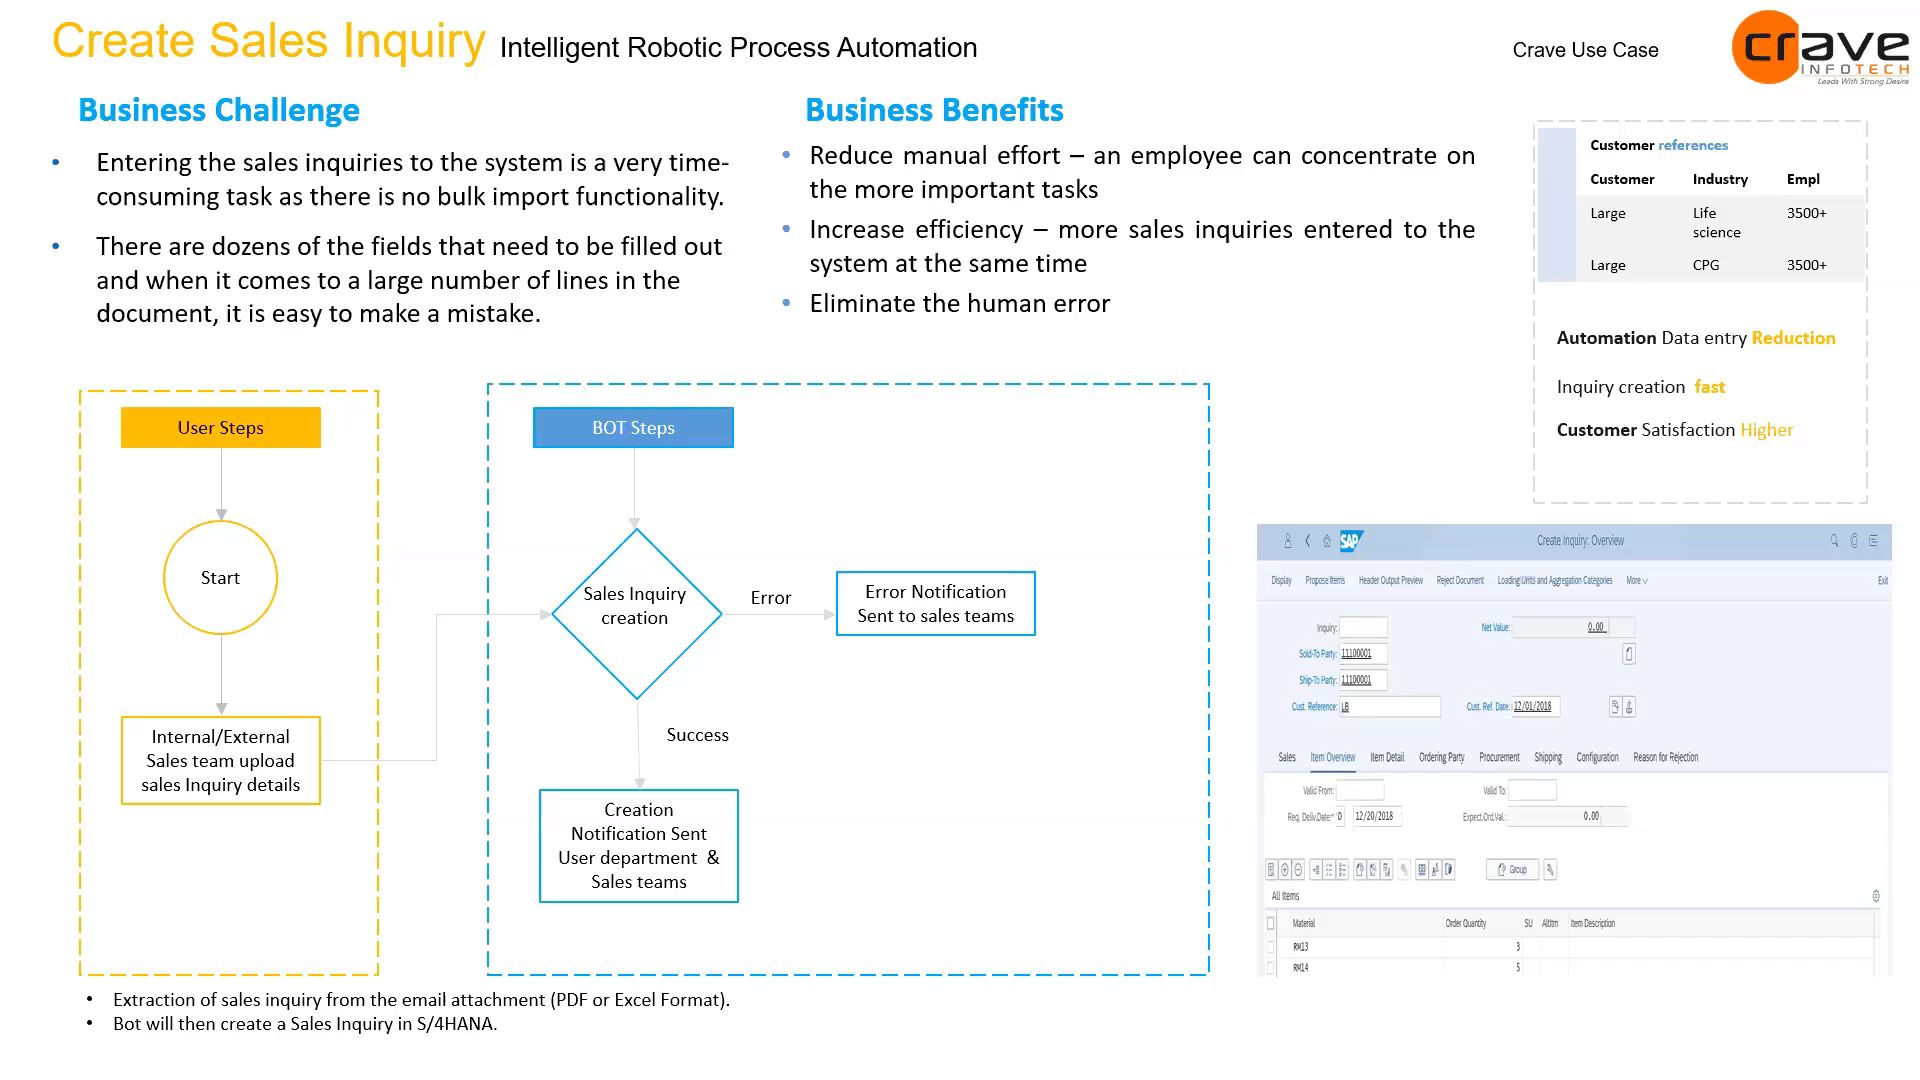 Create Sales Inquiry Intelligent Robotic Process Automation
Crave Use Case
crave
INFOTECH
Leads With Strong Desire
Business Challenge
• Entering the sales inquiries to the system is a very time-
consuming task as there is no bulk import functionality.
• There are dozens of the fields that need to be filled out
and when it comes to a large number of lines in the
document, it is easy to make a mistake.
Business Benefits
• Reduce manual effort – an employee can concentrate on
the more important tasks
• Increase efficiency – more sales inquiries entered to the
system at the same time
• Eliminate the human error
Customer references
Customer Industry Empl
Large Life 3500+
science
Large CPG 3500+
Automation Data entry Reduction
Inquiry creation fast
Customer Satisfaction Higher
User Steps
Start
Internal/External
Sales team upload
sales Inquiry details
BOT Steps
Sales Inquiry
creation
Error
Error Notification
Sent to sales teams
Success
Creation
Notification Sent
User department &
Sales teams
SAP
Create Inquiry: Overview
Display Propose Items Header Output Preview Reject Document Loading Units and Aggregation Categories More Exit
Inquiry: Net Value: 0.00
Sold-To Party: 11100001
Ship-To Party: 11100001
Cust. Reference: LB Cust. Ref. Date: 12/01/2018
Sales Item Overview Item Detail Ordering Party Procurement Shipping Configuration Reason for Rejection
Valid From: Valid To:
Req. Deliv.Date:* D 12/20/2018 Expect.Ord.Val.: 0.00
Group
All Items
Material Order Quantity SU AltItm Item Description
RM13 3
RM14 5
• Extraction of sales inquiry from the email attachment (PDF or Excel Format).
• Bot will then create a Sales Inquiry in S/4HANA.